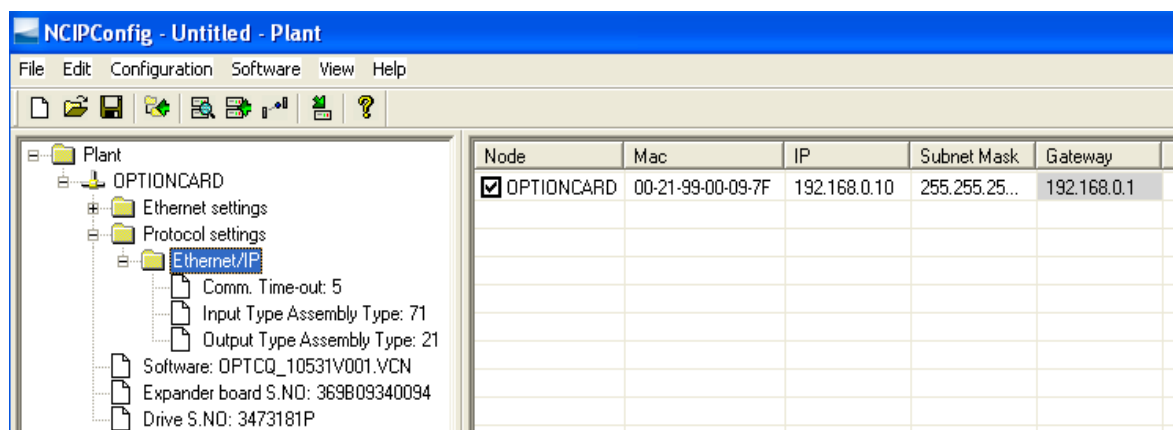 NCIPConfig - Untitled - Plant
File Edit Configuration Software View Help
Plant
OPTIONCARD
Ethernet settings
Protocol settings
Ethernet/IP
Comm. Time-out: 5
Input Type Assembly Type: 71
Output Type Assembly Type: 21
Software: OPTCQ_10531V001.VCN
Expander board S.NO: 369B09340094
Drive S.NO: 3473181P
Node Mac IP Subnet Mask Gateway
OPTIONCARD 00-21-99-00-09-7F 192.168.0.10 255.255.25... 192.168.0.1